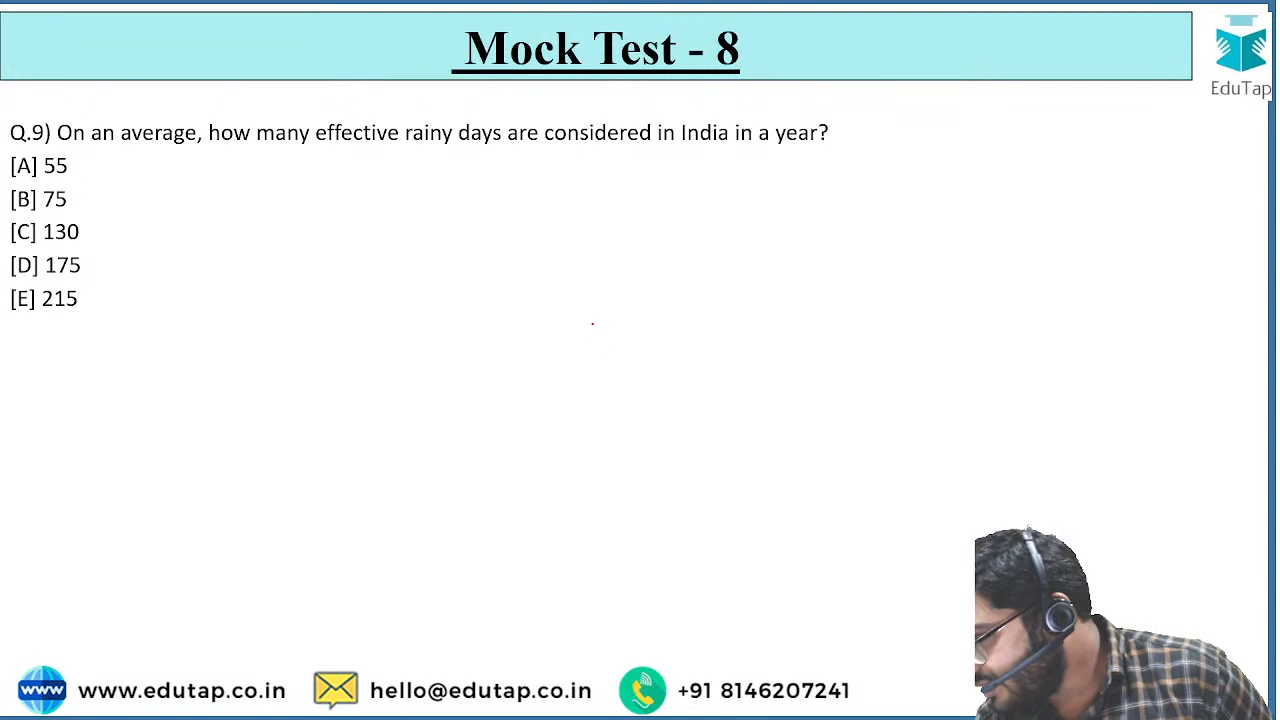 Mock Test - 8
EduTap
Q.9) On an average, how many effective rainy days are considered in India in a year?
[A] 55
[B] 75
[C] 130
[D] 175
[E] 215
www www.edutap.co.in hello@edutap.co.in +91 8146207241